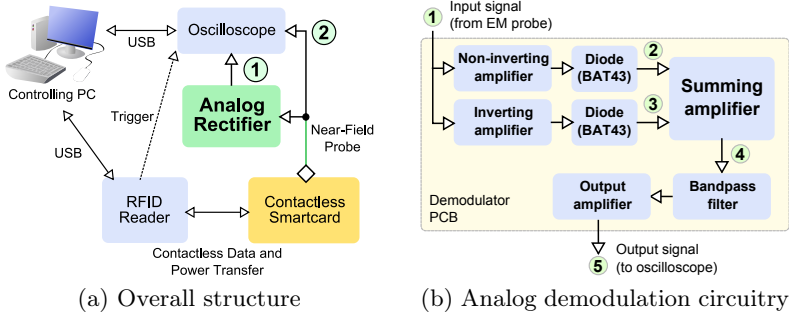 Oscilloscope
2
USB
1
Controlling PC
Analog
Rectifier
Trigger
Near-Field
Probe
USB
RFID
Reader
Contactless
Smartcard
Contactless Data and
Power Transfer
(a) Overall structure
1
Input signal
(from EM probe)
Non-inverting
amplifier
Diode
(BAT43)
2
Summing
amplifier
Inverting
amplifier
Diode
(BAT43)
3
4
Output
amplifier
Bandpass
filter
Demodulator
PCB
5
Output signal
(to oscilloscope)
(b) Analog demodulation circuitry